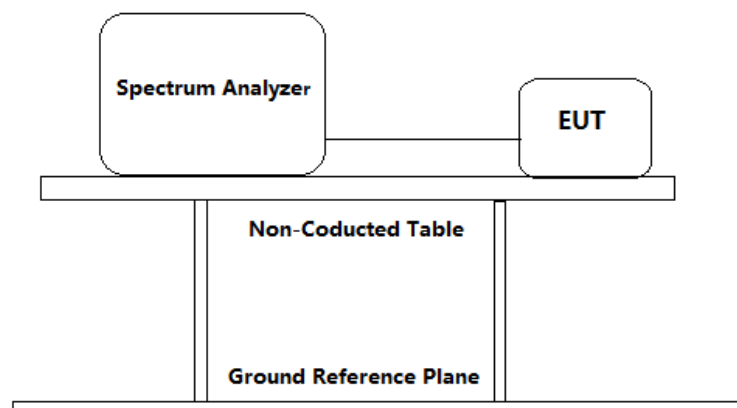 Spectrum Analyzer
EUT
Non-Coducted Table
Ground Reference Plane